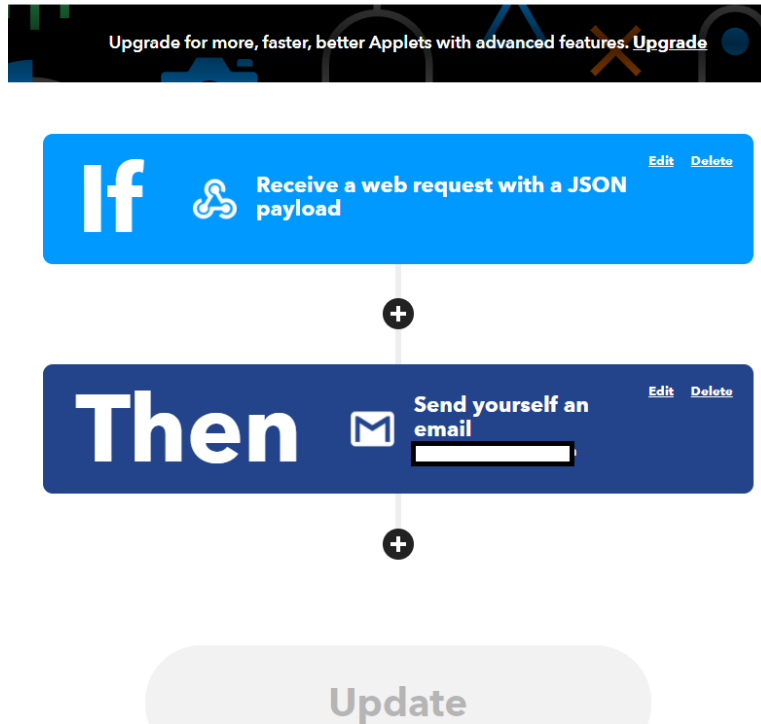 Upgrade for more, faster, better Applets with advanced features. Upgrade
Edit Delete
If
Receive a web request with a JSON
payload
Edit Delete
Then
Send yourself an
email
Update